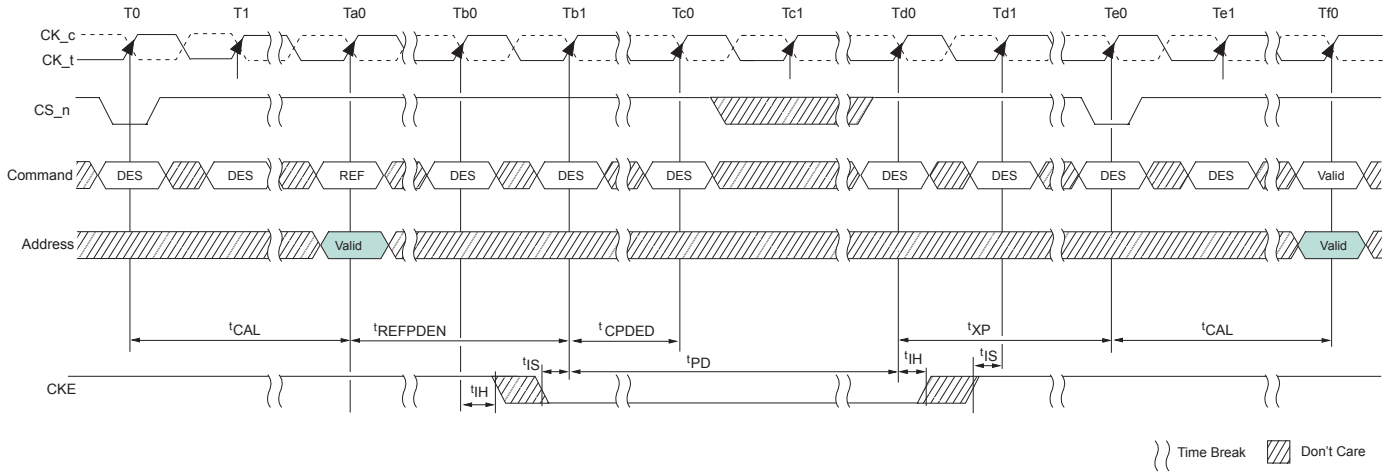 T0 T1 Ta0 Tb0 Tb1 Tc0 Tc1 Td0 Td1 Te0 Te1 Tf0
CK_c
CK_t
CS_n
Command DES DES REF DES DES DES DES DES DES DES Valid
Address Valid Valid
tCAL tREFPDEN tCPDED tXP tCAL
tIS tPD tIH tIS
CKE tIH
Time Break Don't Care